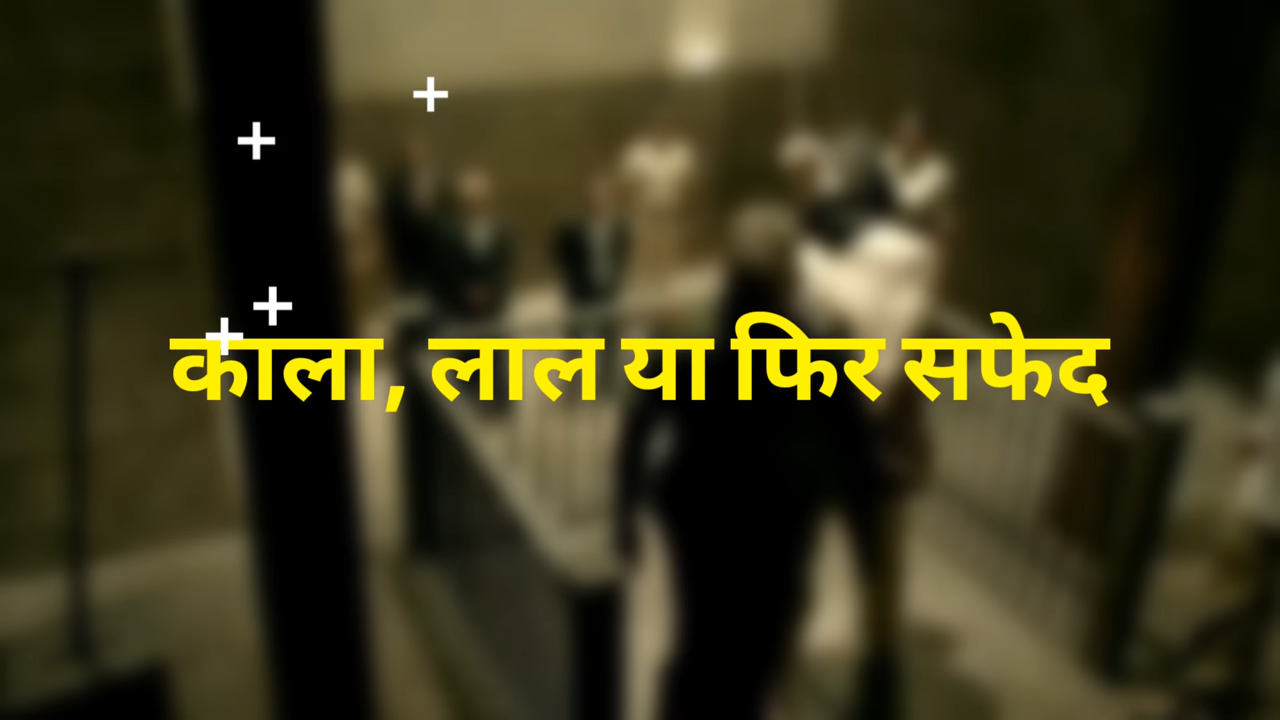 काला, लाल या फिर सफेद